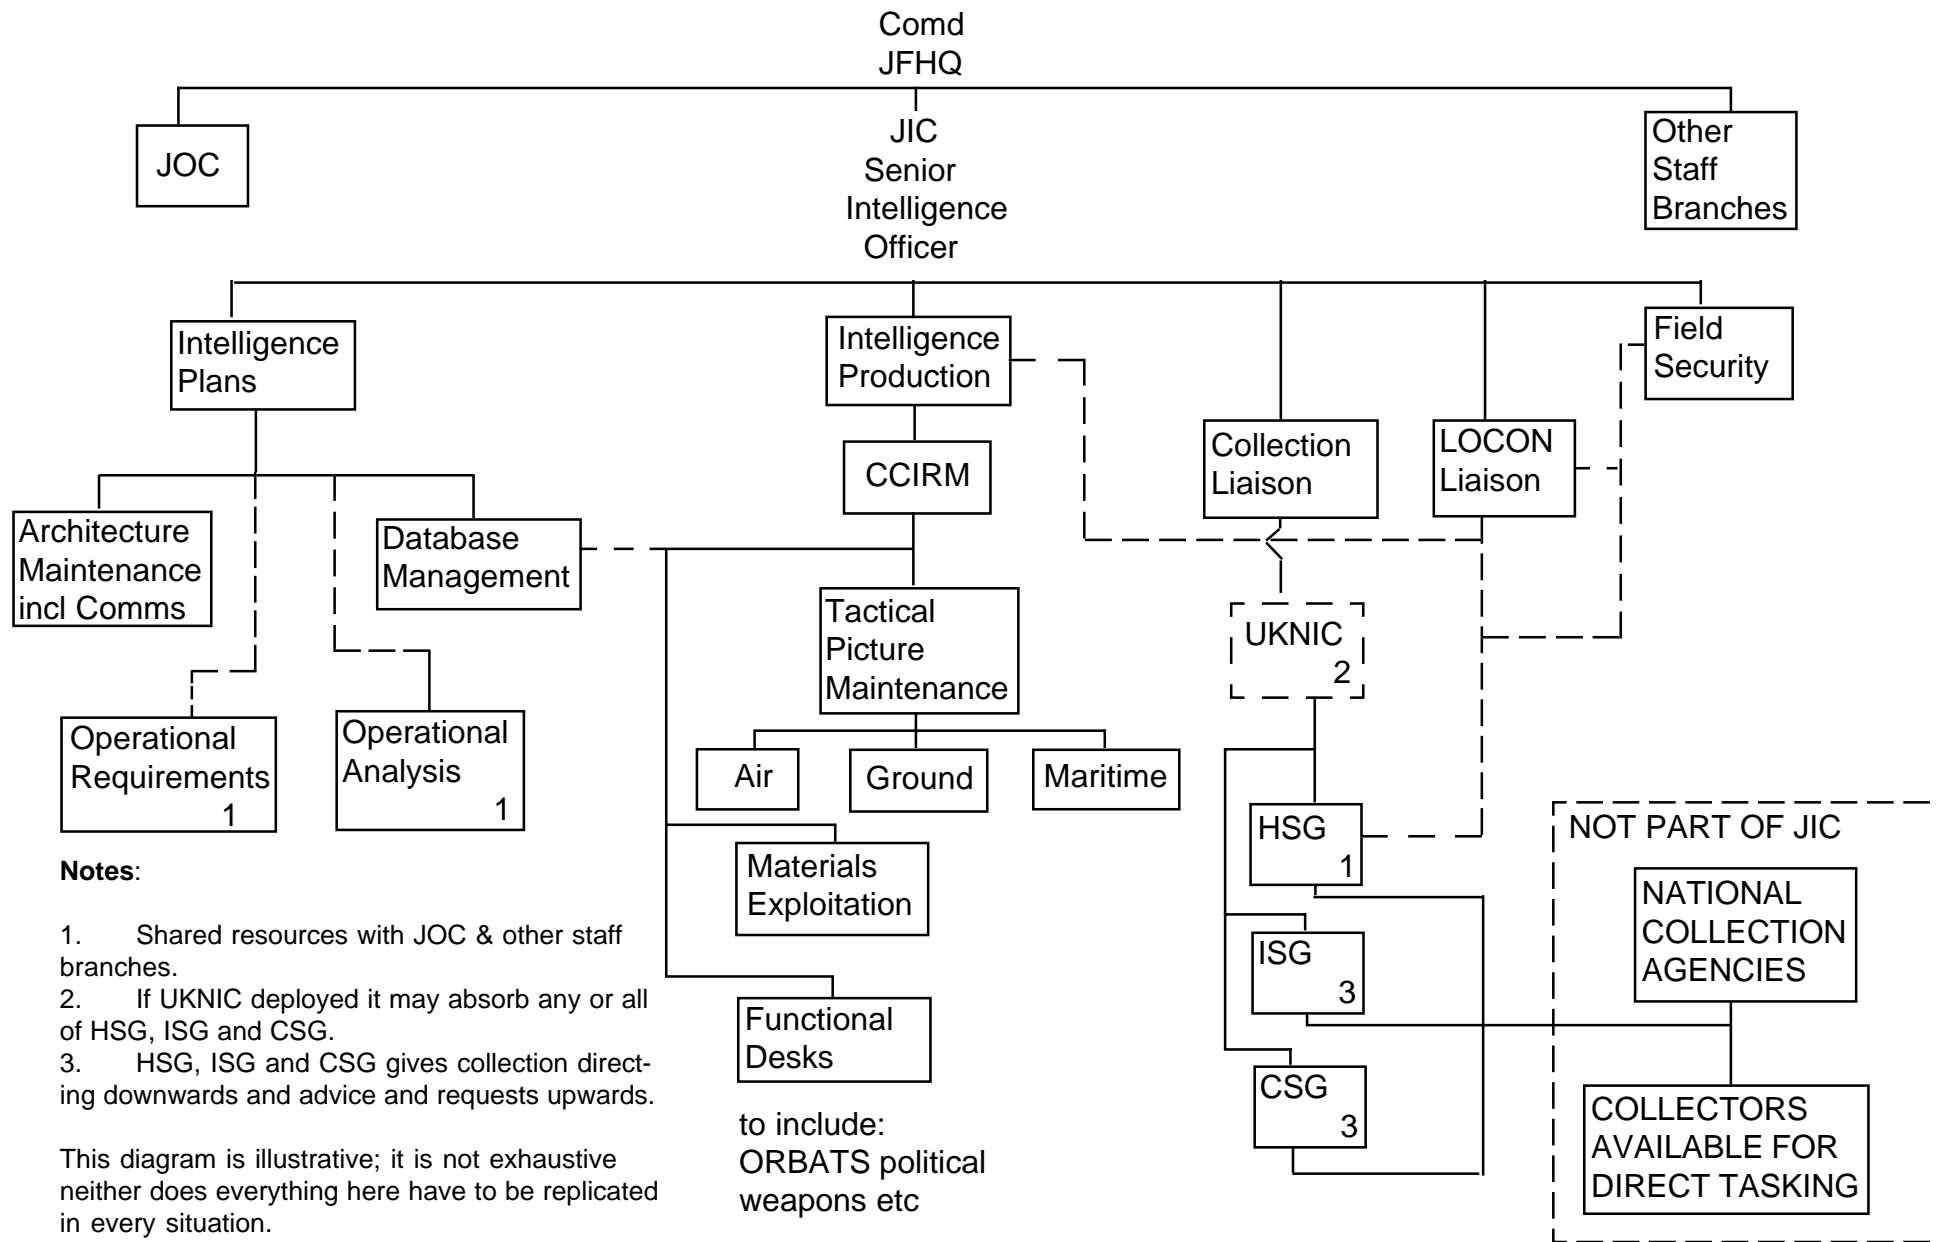 Comd
JFHQ
JOC
JIC
Senior
Intelligence
Officer
Other
Staff
Branches
Intelligence
Plans
Intelligence
Production
Field
Security
Collection
Liaison
LOCON
Liaison
CCIRM
Architecture
Maintenance
incl Comms
Database
Management
Tactical
Picture
Maintenance
UKNIC
2
Operational
Requirements
1
Operational
Analysis
1
Air
Ground
Maritime
HSG
1
NOT PART OF JIC
Materials
Exploitation
NATIONAL
COLLECTION
AGENCIES
ISG
3
Functional
Desks
CSG
3
COLLECTORS
AVAILABLE FOR
DIRECT TASKING
to include:
ORBATS political
weapons etc
Notes:
1. Shared resources with JOC & other staff
branches.
2. If UKNIC deployed it may absorb any or all
of HSG, ISG and CSG.
3. HSG, ISG and CSG gives collection direct-
ing downwards and advice and requests upwards.
This diagram is illustrative; it is not exhaustive
neither does everything here have to be replicated
in every situation.